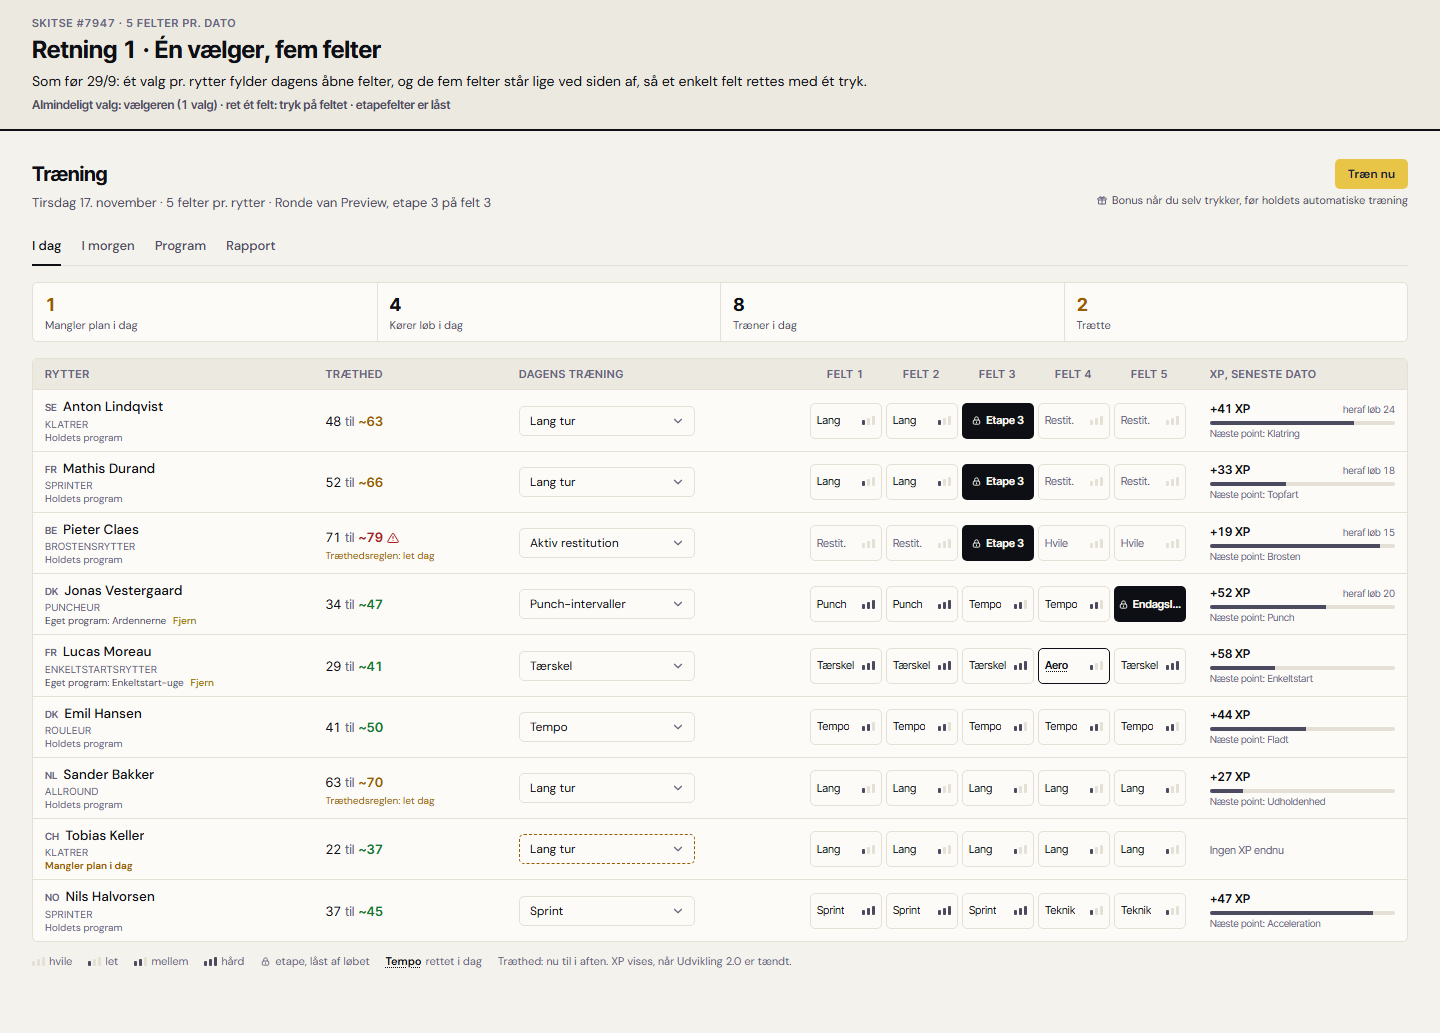 SKITSE #7947 · 5 FELTER PR. DATO
Retning 1 · Én vælger, fem felter
Som før 29/9: ét valg pr. rytter fylder dagens åbne felter, og de fem felter står lige ved siden af, så et enkelt felt rettes med ét tryk.
Almindeligt valg: vælgeren (1 valg) · ret ét felt: tryk på feltet · etapefelter er låst
Træning
Træn nu
Tirsdag 17. november · 5 felter pr. rytter · Ronde van Preview, etape 3 på felt 3
Bonus når du selv trykker, før holdets automatiske træning
I dag I morgen Program Rapport
1 4 8 2
Mangler plan i dag Kører løb i dag Træner i dag Trætte
RYTTER TRÆTHED DAGENS TRÆNING FELT 1 FELT 2 FELT 3 FELT 4 FELT 5 XP, SENESTE DATO
SE Anton Lindqvist
KLATRER
Holdets program
48 til ~63
Lang tur
Lang Lang Etape 3 Restit. Restit.
+41 XP heraf løb 24
Næste point: Klatring
FR Mathis Durand
SPRINTER
Holdets program
52 til ~66
Lang tur
Lang Lang Etape 3 Restit. Restit.
+33 XP heraf løb 18
Næste point: Topfart
BE Pieter Claes
BROSTENSRYTTER
Holdets program
71 til ~79
Træthedsreglen: let dag
Aktiv restitution
Restit. Restit. Etape 3 Hvile Hvile
+19 XP heraf løb 15
Næste point: Brosten
DK Jonas Vestergaard
PUNCHEUR
Eget program: Ardennerne Fjern
34 til ~47
Punch-intervaller
Punch Punch Tempo Tempo Endagsl...
+52 XP heraf løb 20
Næste point: Punch
FR Lucas Moreau
ENKELTSTARTSRYTTER
Eget program: Enkeltstart-uge Fjern
29 til ~41
Tærskel
Tærskel Tærskel Tærskel Aero Tærskel
+58 XP
Næste point: Enkeltstart
DK Emil Hansen
ROULEUR
Holdets program
41 til ~50
Tempo
Tempo Tempo Tempo Tempo Tempo
+44 XP
Næste point: Fladt
NL Sander Bakker
ALLROUND
Holdets program
63 til ~70
Træthedsreglen: let dag
Lang tur
Lang Lang Lang Lang Lang
+27 XP
Næste point: Udholdenhed
CH Tobias Keller
KLATRER
Mangler plan i dag
22 til ~37
Lang tur
Lang Lang Lang Lang Lang
Ingen XP endnu
NO Nils Halvorsen
SPRINTER
Holdets program
37 til ~45
Sprint
Sprint Sprint Sprint Teknik Teknik
+47 XP
Næste point: Acceleration
hvile let mellem hård etape, låst af løbet Tempo rettet i dag Træthed: nu til i aften. XP vises, når Udvikling 2.0 er tændt.